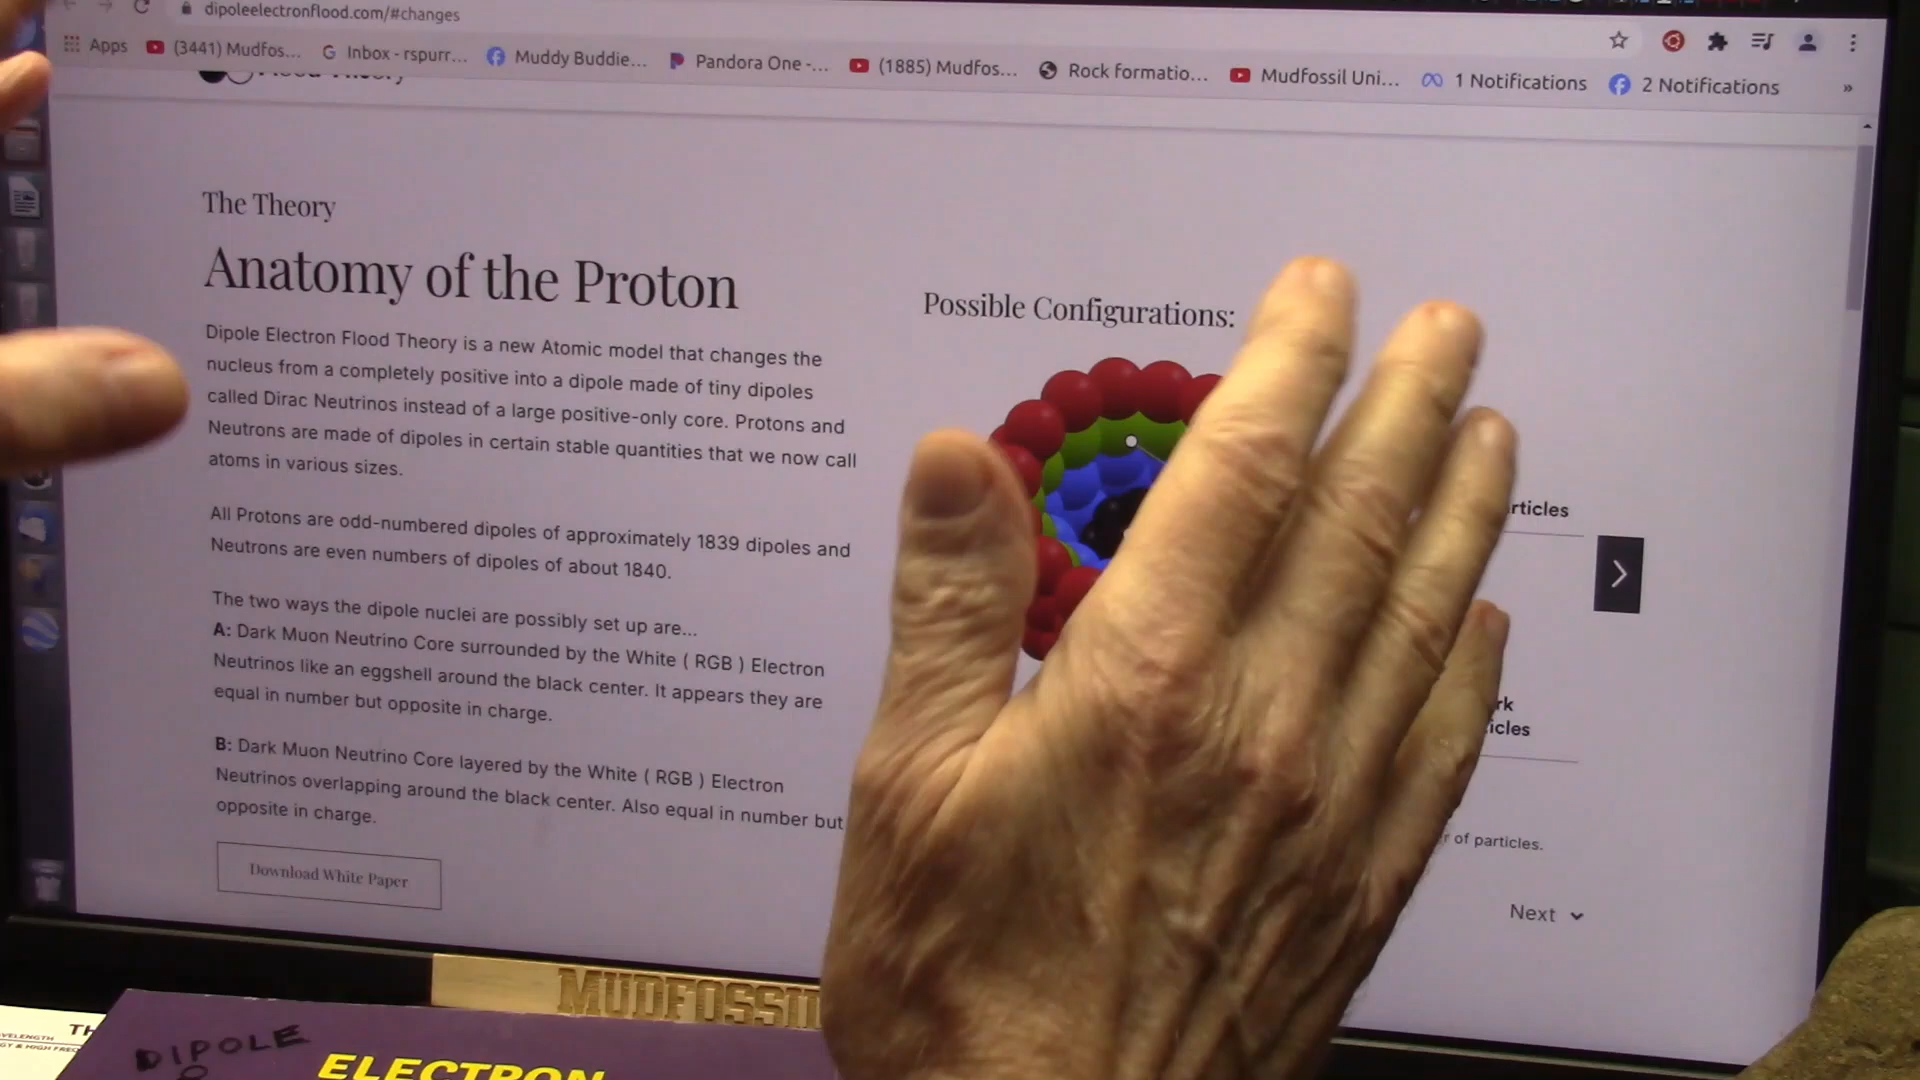 dipoleelectronflood.com/#changes
Apps (3441) Mudfos... Inbox - rspurr... Muddy Buddie... Pandora One -... (1885) Mudfos... Rock formatio... Mudfossil Uni... 1 Notifications 2 Notifications »
The Theory
Anatomy of the Proton
Dipole Electron Flood Theory is a new Atomic model that changes the
nucleus from a completely positive into a dipole made of tiny dipoles
called Dirac Neutrinos instead of a large positive-only core. Protons and
Neutrons are made of dipoles in certain stable quantities that we now call
atoms in various sizes.
All Protons are odd-numbered dipoles of approximately 1839 dipoles and
Neutrons are even numbers of dipoles of about 1840.
The two ways the dipole nuclei are possibly set up are...
A: Dark Muon Neutrino Core surrounded by the White ( RGB ) Electron
Neutrinos like an eggshell around the black center. It appears they are
equal in number but opposite in charge.
B: Dark Muon Neutrino Core layered by the White ( RGB ) Electron
Neutrinos overlapping around the black center. Also equal in number but
opposite in charge.
Download White Paper
Possible Configurations:
rticles
rk
icles
r of particles.
Next
MUDFOSSIL
TH
VELENGTH
GY & HIGH FREQ
DIPOLE
ELECTRON